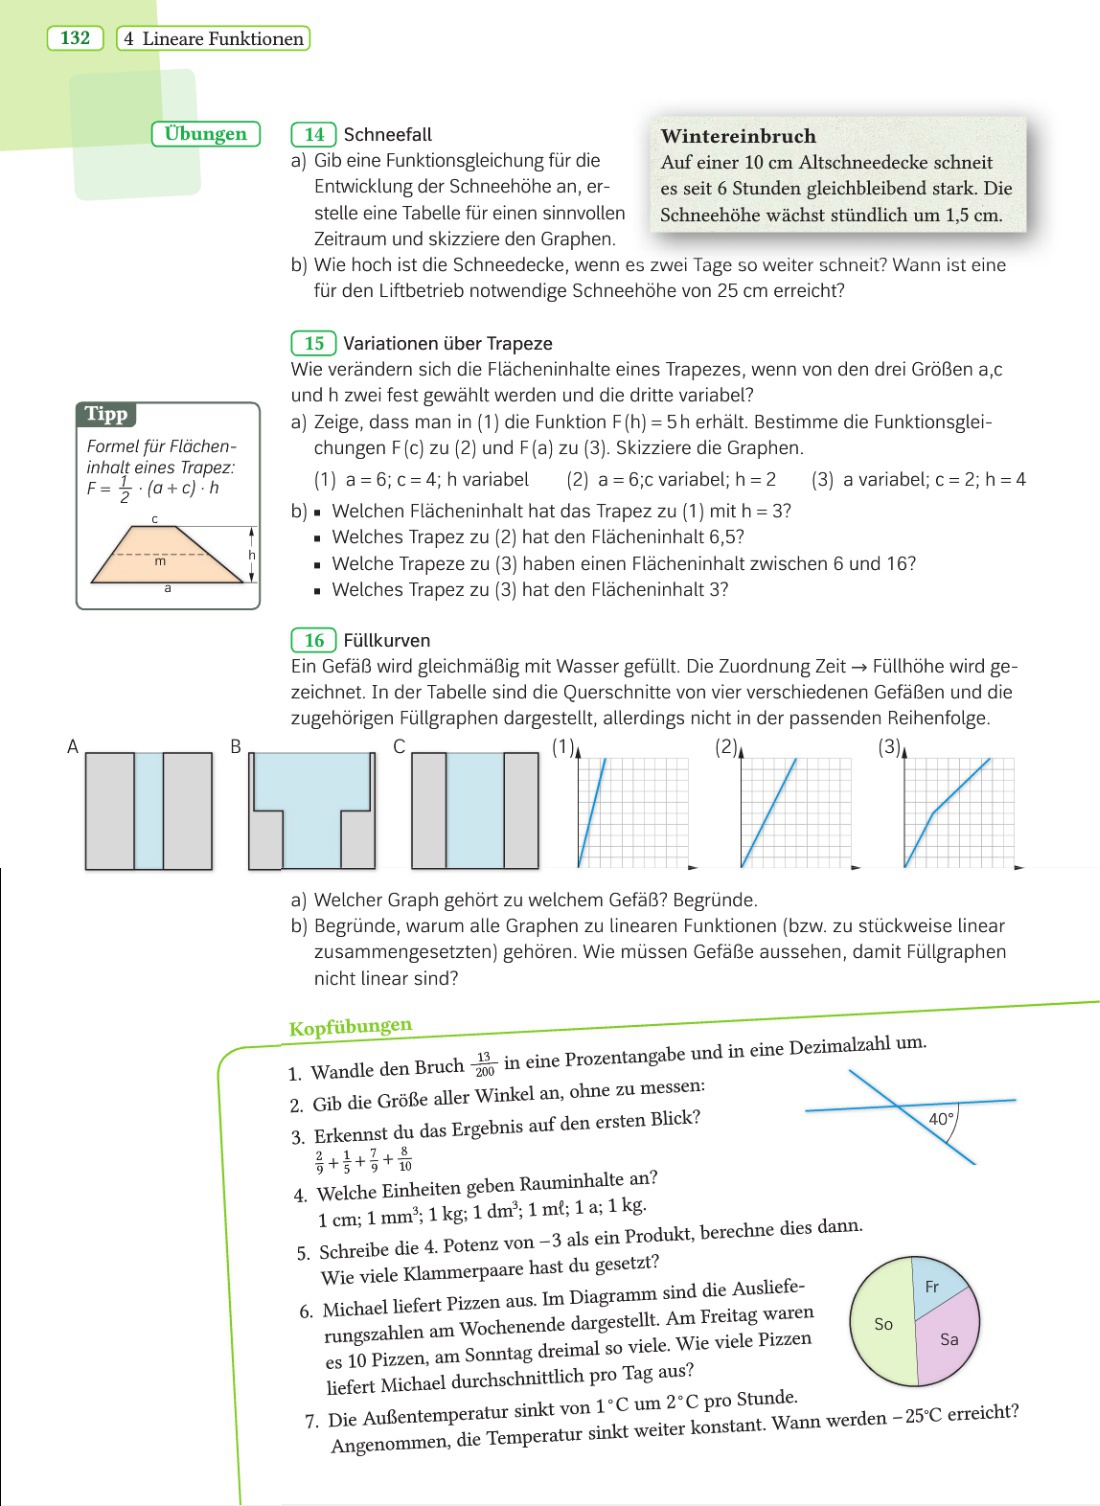 132
4 Lineare Funktionen
Übungen
14 Schneefall
a) Gib eine Funktionsgleichung für die
Entwicklung der Schneehöhe an, er-
stelle eine Tabelle für einen sinnvollen
Zeitraum und skizziere den Graphen.
Wintereinbruch
Auf einer 10 cm Altschneedecke schneit
es seit 6 Stunden gleichbleibend stark. Die
Schneehöhe wächst stündlich um 1,5 cm.
b) Wie hoch ist die Schneedecke, wenn es zwei Tage so weiter schneit? Wann ist eine
für den Liftbetrieb notwendige Schneehöhe von 25 cm erreicht?
15 Variationen über Trapeze
Wie verändern sich die Flächeninhalte eines Trapezes, wenn von den drei Größen a,c
und h zwei fest gewählt werden und die dritte variabel?
a) Zeige, dass man in (1) die Funktion F(h) = 5h erhält. Bestimme die Funktionsglei-
chungen F(c) zu (2) und F(a) zu (3). Skizziere die Graphen.
(1) a = 6; c = 4; h variabel (2) a = 6;c variabel; h = 2 (3) a variabel; c = 2; h = 4
b) ▪ Welchen Flächeninhalt hat das Trapez zu (1) mit h = 3?
▪ Welches Trapez zu (2) hat den Flächeninhalt 6,5?
▪ Welche Trapeze zu (3) haben einen Flächeninhalt zwischen 6 und 16?
▪ Welches Trapez zu (3) hat den Flächeninhalt 3?
Tipp
Formel für Flächen-
inhalt eines Trapez:
F = 1/2 · (a + c) · h
c
h
m
a
16 Füllkurven
Ein Gefäß wird gleichmäßig mit Wasser gefüllt. Die Zuordnung Zeit → Füllhöhe wird ge-
zeichnet. In der Tabelle sind die Querschnitte von vier verschiedenen Gefäßen und die
zugehörigen Füllgraphen dargestellt, allerdings nicht in der passenden Reihenfolge.
A B C (1) (2) (3)
a) Welcher Graph gehört zu welchem Gefäß? Begründe.
b) Begründe, warum alle Graphen zu linearen Funktionen (bzw. zu stückweise linear
zusammengesetzten) gehören. Wie müssen Gefäße aussehen, damit Füllgraphen
nicht linear sind?
Kopfübungen
1. Wandle den Bruch 13/200 in eine Prozentangabe und in eine Dezimalzahl um.
2. Gib die Größe aller Winkel an, ohne zu messen:
40°
3. Erkennst du das Ergebnis auf den ersten Blick?
2/9 + 1/5 + 7/9 + 8/10
4. Welche Einheiten geben Rauminhalte an?
1 cm; 1 mm³; 1 kg; 1 dm³; 1 mℓ; 1 a; 1 kg.
5. Schreibe die 4. Potenz von −3 als ein Produkt, berechne dies dann.
Wie viele Klammerpaare hast du gesetzt?
6. Michael liefert Pizzen aus. Im Diagramm sind die Ausliefe-
rungszahlen am Wochenende dargestellt. Am Freitag waren
es 10 Pizzen, am Sonntag dreimal so viele. Wie viele Pizzen
liefert Michael durchschnittlich pro Tag aus?
Fr
So
Sa
7. Die Außentemperatur sinkt von 1°C um 2°C pro Stunde.
Angenommen, die Temperatur sinkt weiter konstant. Wann werden −25°C erreicht?